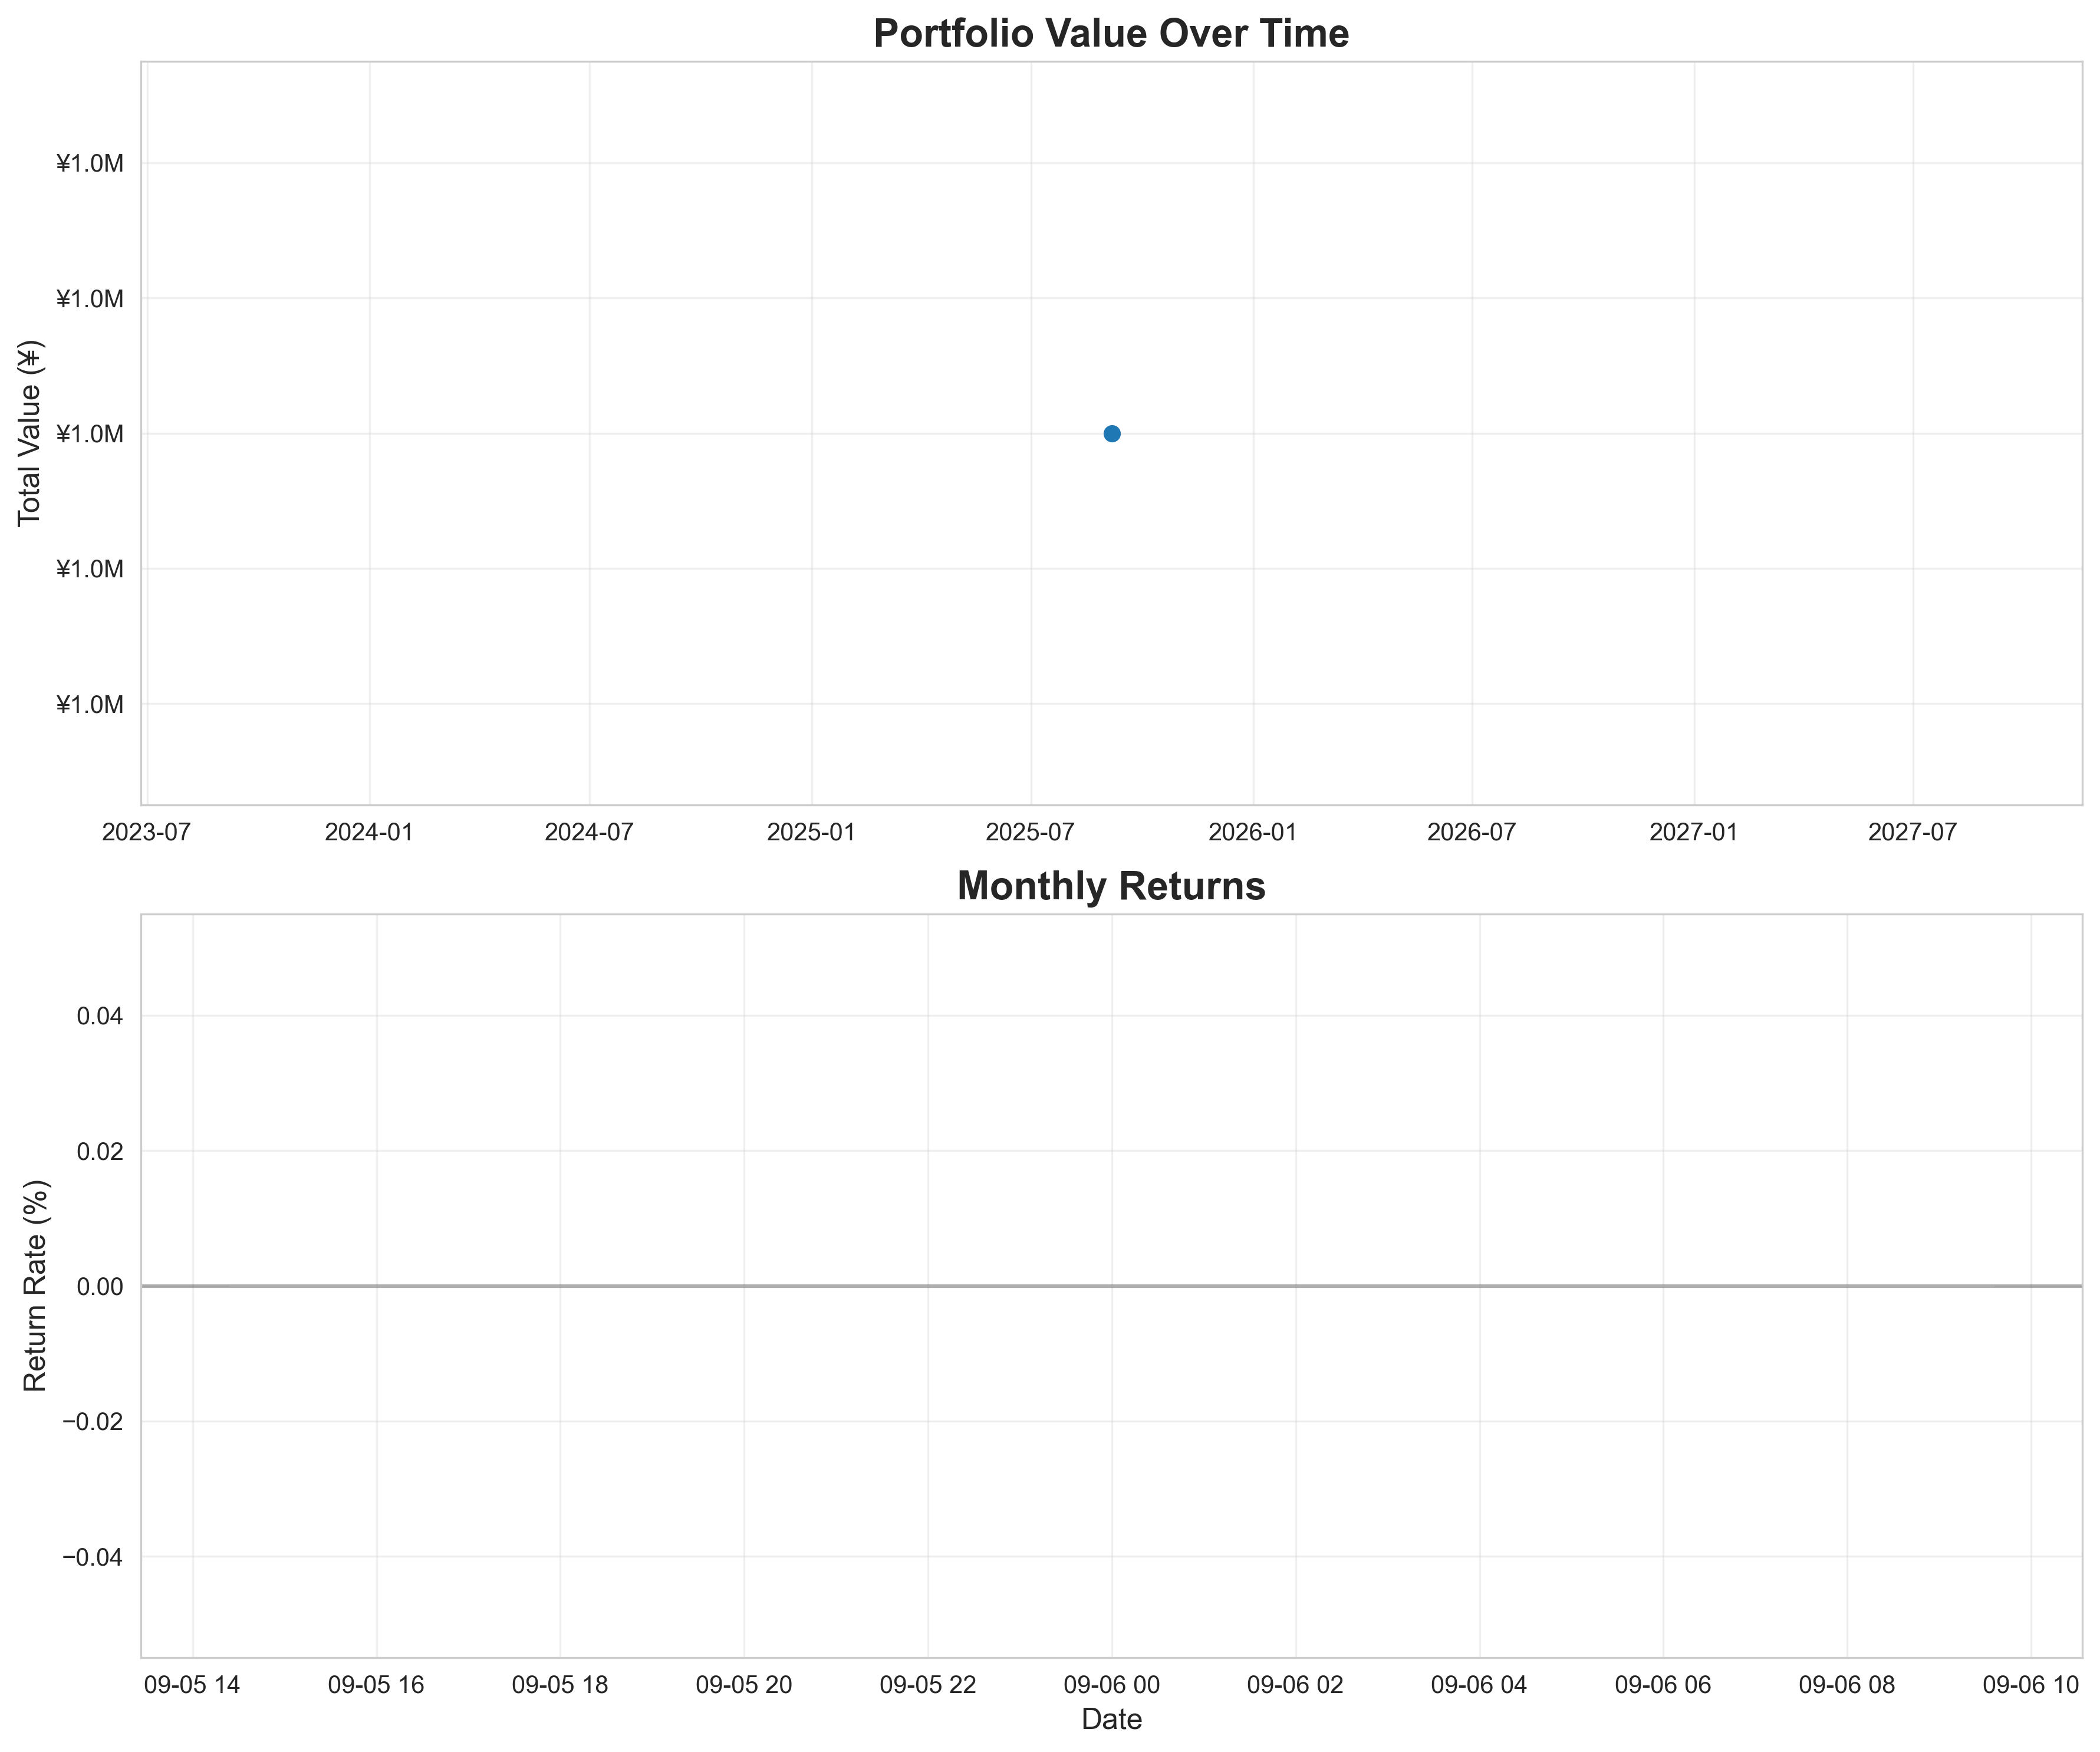 Portfolio Value Over Time
Total Value (¥)
¥1.0M
¥1.0M
¥1.0M
¥1.0M
¥1.0M
2023-07 2024-01 2024-07 2025-01 2025-07 2026-01 2026-07 2027-01 2027-07
Monthly Returns
Return Rate (%)
0.04
0.02
0.00
−0.02
−0.04
09-05 14 09-05 16 09-05 18 09-05 20 09-05 22 09-06 00 09-06 02 09-06 04 09-06 06 09-06 08 09-06 10
Date